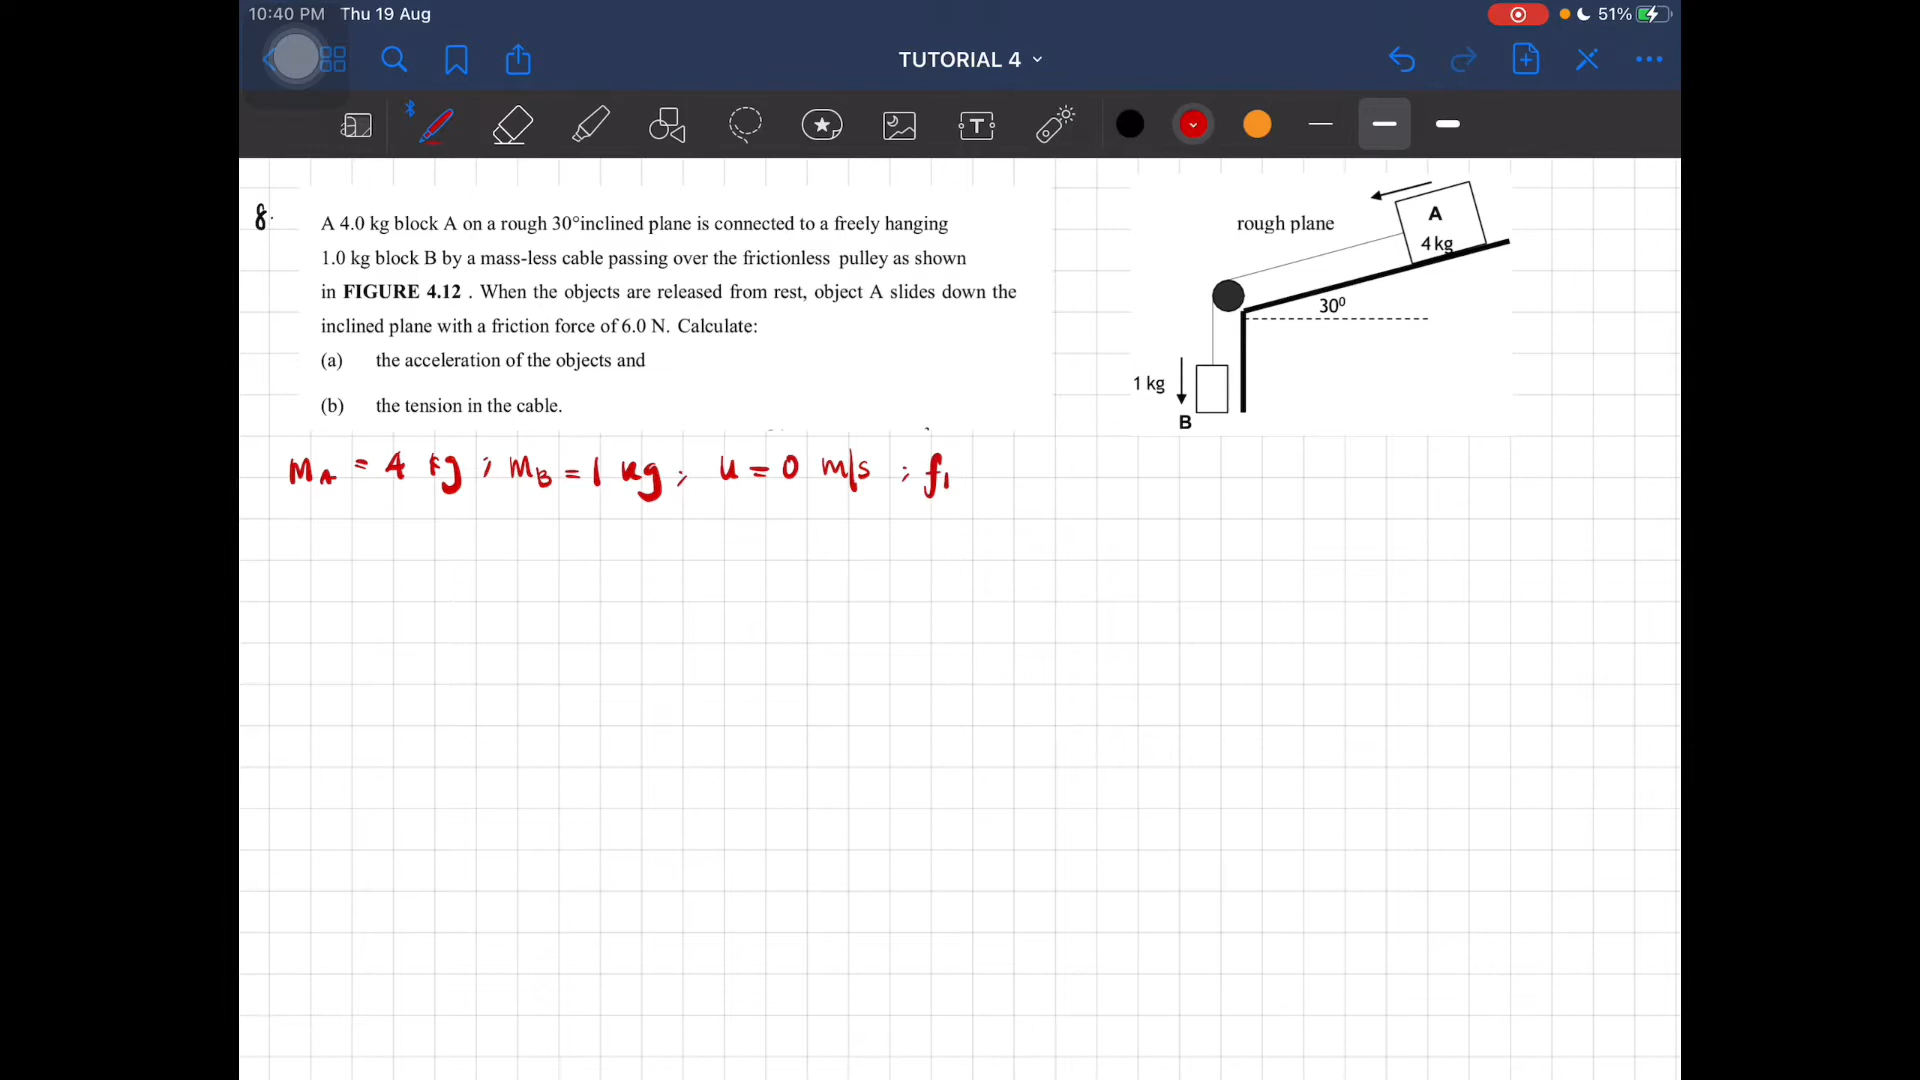 10:40 PM Thu 19 Aug
51%
TUTORIAL 4
8.
A 4.0 kg block A on a rough 30°inclined plane is connected to a freely hanging
1.0 kg block B by a mass-less cable passing over the frictionless pulley as shown
in FIGURE 4.12 . When the objects are released from rest, object A slides down the
inclined plane with a friction force of 6.0 N. Calculate:
(a) the acceleration of the objects and
(b) the tension in the cable.
rough plane
A
4 kg
30⁰
1 kg
B
m_A = 4 kg ; m_B = 1 kg ; u = 0 m/s ; f₁